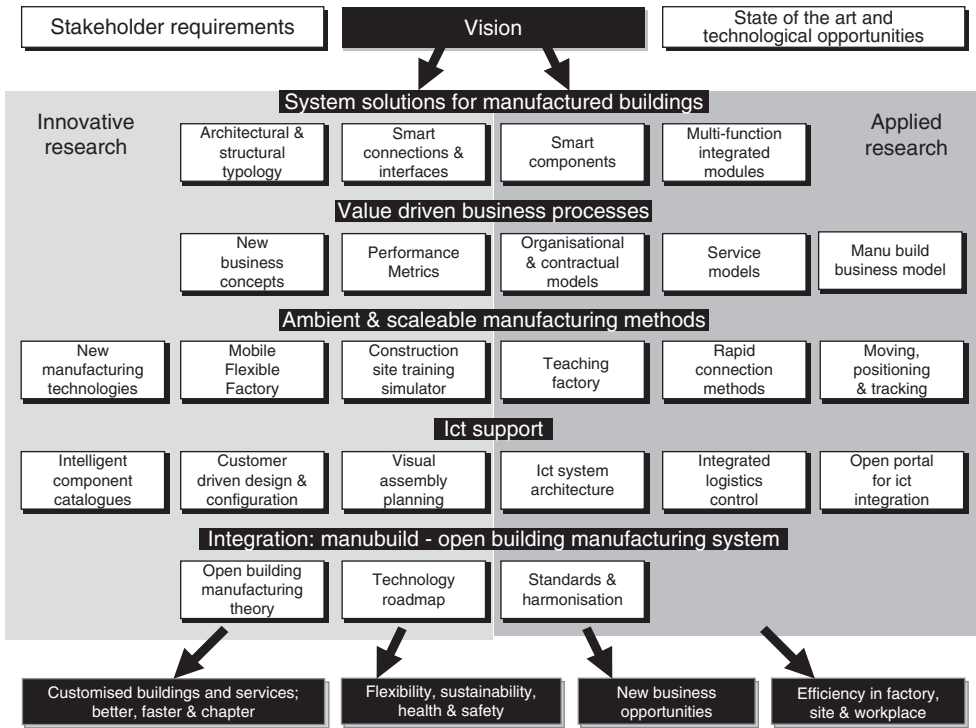 Stakeholder requirements
Vision
State of the art and
technological opportunities
Innovative
research
Applied
research
System solutions for manufactured buildings
Architectural &
structural
typology
Smart
connections &
interfaces
Smart
components
Multi-function
integrated
modules
Value driven business processes
New
business
concepts
Performance
Metrics
Organisational
& contractual
models
Service
models
Manu build
business model
Ambient & scaleable manufacturing methods
New
manufacturing
technologies
Mobile
Flexible
Factory
Construction
site training
simulator
Teaching
factory
Rapid
connection
methods
Moving,
positioning
& tracking
Ict support
Intelligent
component
catalogues
Customer
driven design &
configuration
Visual
assembly
planning
Ict system
architecture
Integrated
logistics
control
Open portal
for ict
integration
Integration: manubuild - open building manufacturing system
Open building
manufacturing
theory
Technology
roadmap
Standards &
harmonisation
Customised buildings and services;
better, faster & chapter
Flexibility, sustainability,
health & safety
New business
opportunities
Efficiency in factory,
site & workplace